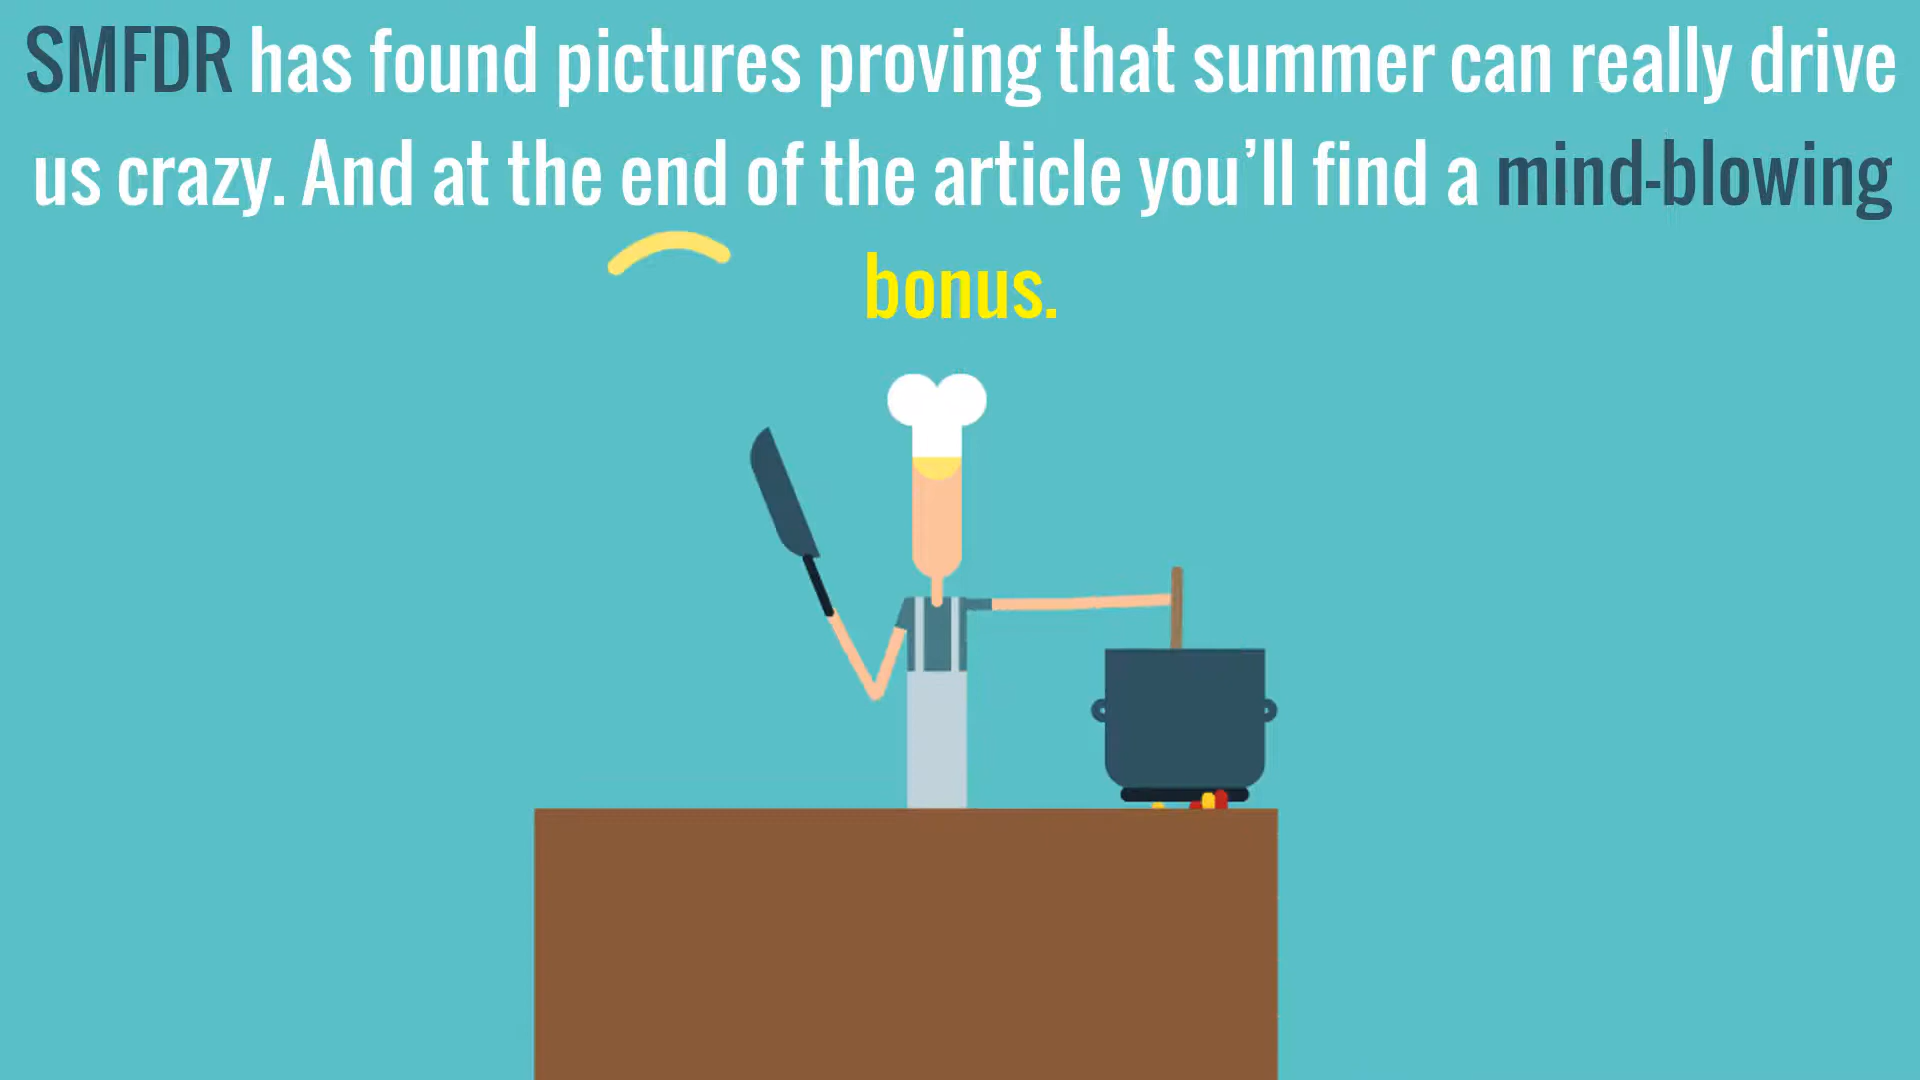 SMFDR has found pictures proving that summer can really drive
us crazy. And at the end of the article you’ll find a mind-blowing
bonus.